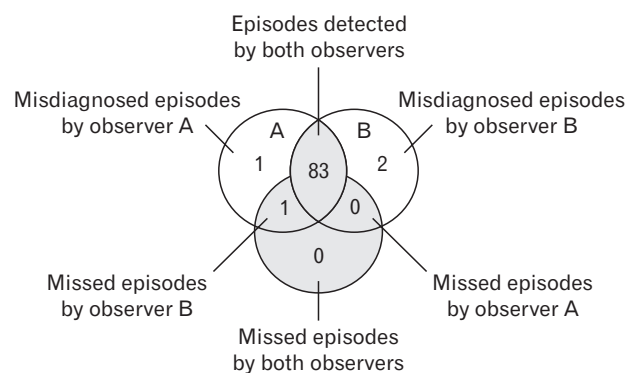 Episodes detected
by both observers
Misdiagnosed episodes
by observer A
Misdiagnosed episodes
by observer B
A
B
1
83
2
1
0
0
Missed episodes
by observer B
Missed episodes
by observer A
Missed episodes
by both observers